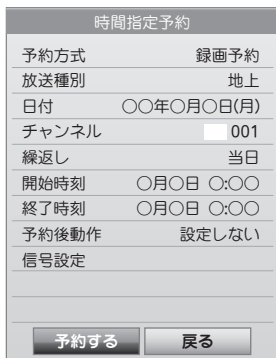 時間指定予約
予約方式 録画予約
放送種別 地上
日付 ○○年○月○日(月)
チャンネル 001
繰返し 当日
開始時刻 ○月○日 ○:○○
終了時刻 ○月○日 ○:○○
予約後動作 設定しない
信号設定
予約する 戻る